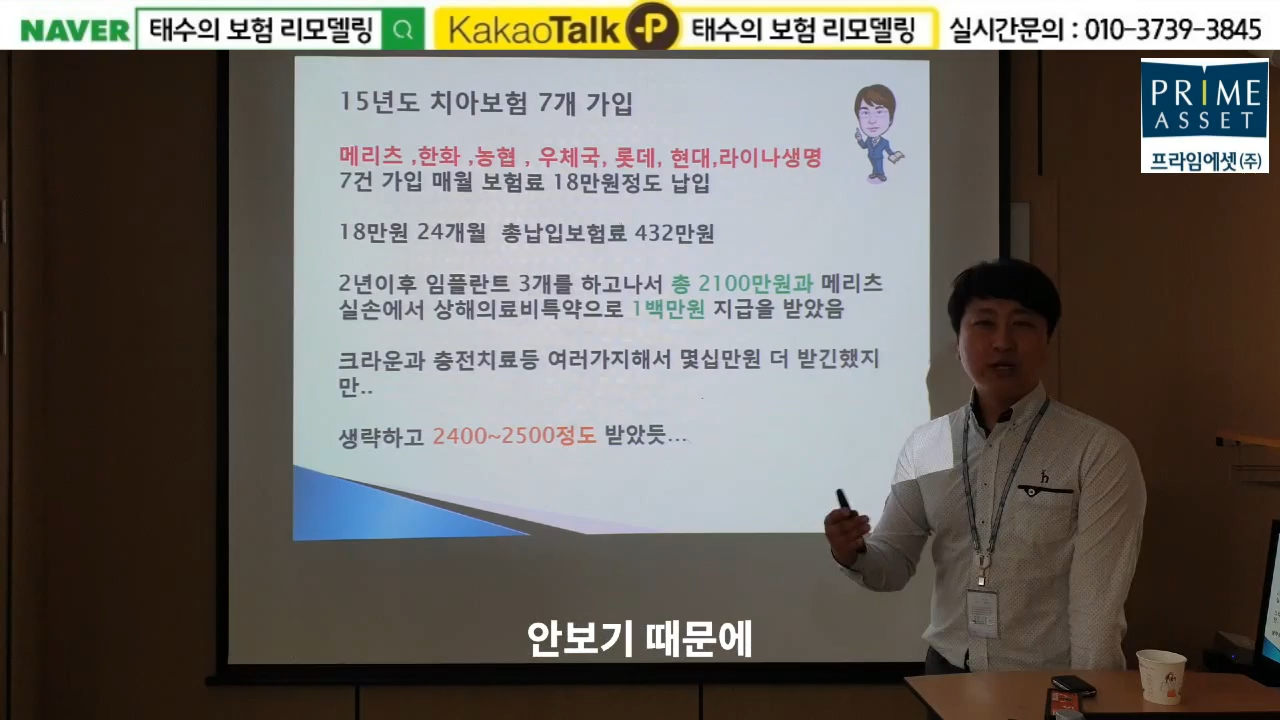 NAVER 태수의 보험 리모델링 KakaoTalk P 태수의 보험 리모델링 실시간문의 : 010-3739-3845
PRIME
ASSET
프라임에셋(주)
15년도 치아보험 7개 가입
메리츠 ,한화 ,농협 , 우체국, 롯데, 현대,라이나생명
7건 가입 매월 보험료 18만원정도 납입
18만원 24개월 총납입보험료 432만원
2년이후 임플란트 3개를 하고나서 총 2100만원과 메리츠
실손에서 상해의료비특약으로 1백만원 지급을 받았음
크라운과 충전치료등 여러가지해서 몇십만원 더 받긴했지
만..
생략하고 2400~2500정도 받았듯...
h
안보기 때문에